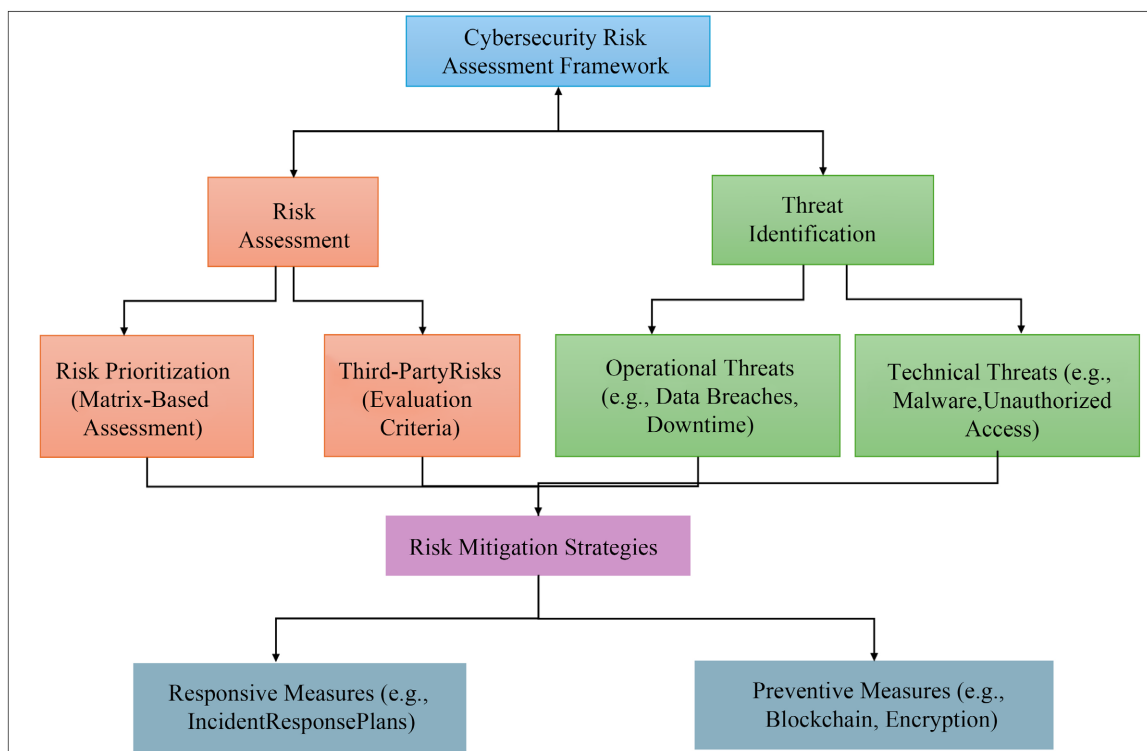 Cybersecurity Risk
Assessment Framework
Risk
Assessment
Threat
Identification
Risk Prioritization
(Matrix-Based
Assessment)
Third-PartyRisks
(Evaluation
Criteria)
Operational Threats
(e.g., Data Breaches,
Downtime)
Technical Threats (e.g.,
Malware,Unauthorized
Access)
Risk Mitigation Strategies
Responsive Measures (e.g.,
IncidentResponsePlans)
Preventive Measures (e.g.,
Blockchain, Encryption)